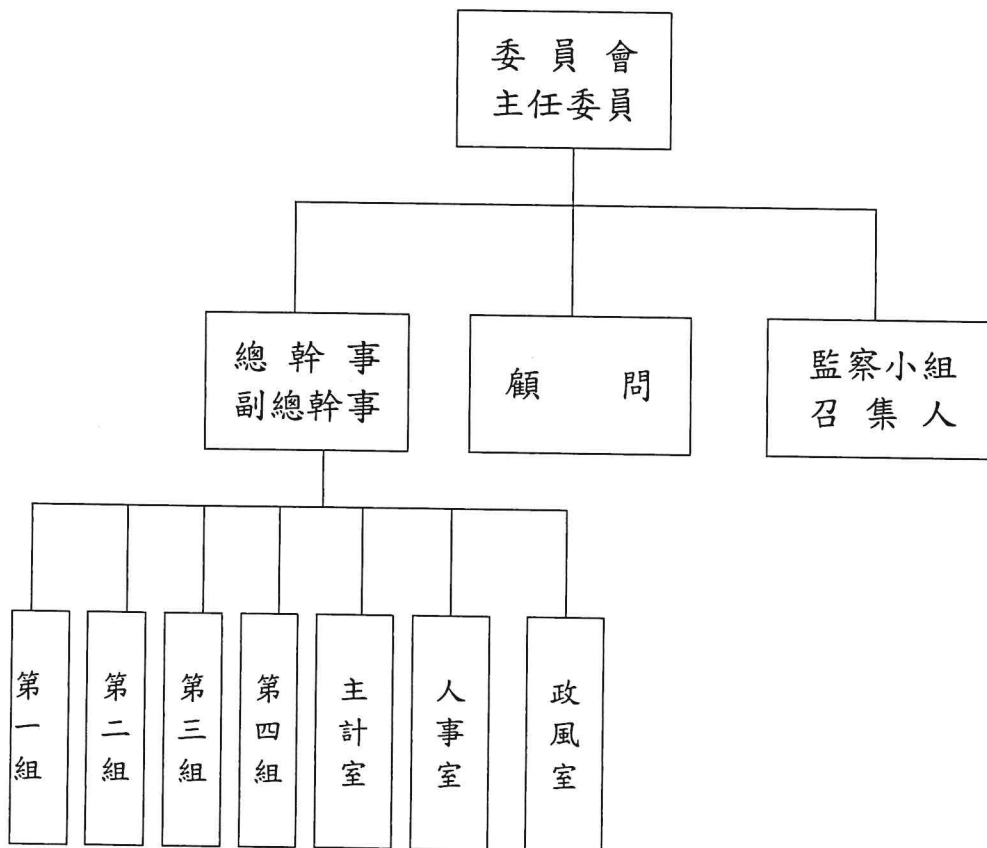 委員會
主任委員
總幹事
副總幹事
顧問
監察小組
召集人
第一組
第二組
第三組
第四組
主計室
人事室
政風室